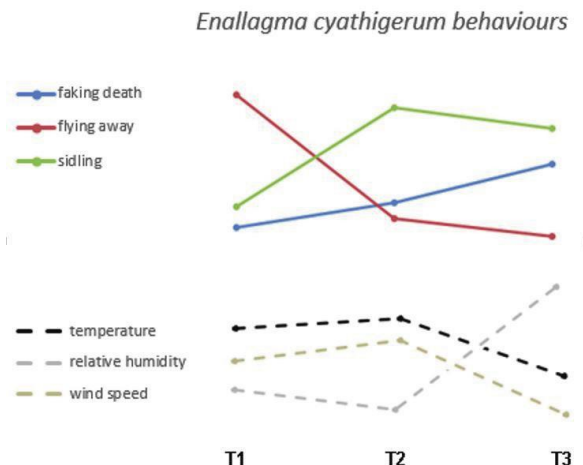 Enallagma cyathigerum behaviours
faking death
flying away
sidling
temperature
relative humidity
wind speed
T1 T2 T3